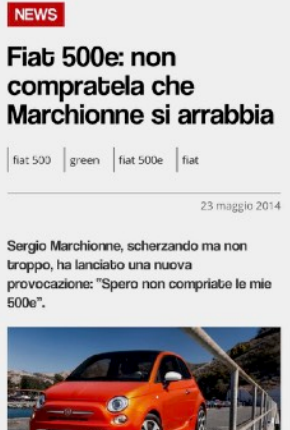 NEWS
Fiat 500e: non
compratela che
Marchionne si arrabbia
fiat 500 green fiat 500e fiat
23 maggio 2014
Sergio Marchionne, scherzando ma non
troppo, ha lanciato una nuova
provocazione: "Spero non compriate le mie
500e".